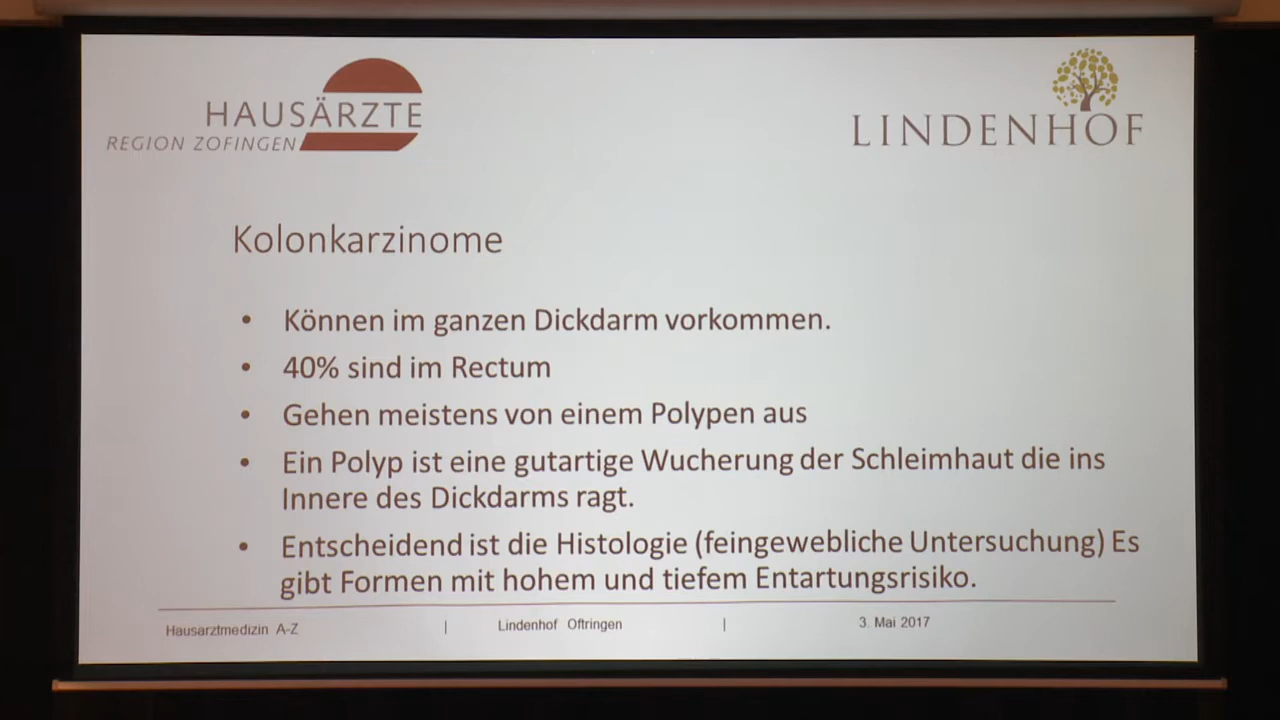 HAUSÄRZTE
REGION ZOFINGEN
LINDENHOF
Kolonkarzinome
• Können im ganzen Dickdarm vorkommen.
• 40% sind im Rectum
• Gehen meistens von einem Polypen aus
• Ein Polyp ist eine gutartige Wucherung der Schleimhaut die ins
Innere des Dickdarms ragt.
• Entscheidend ist die Histologie (feingewebliche Untersuchung) Es
gibt Formen mit hohem und tiefem Entartungsrisiko.
Hausarztmedizin A-Z | Lindenhof Oftringen | 3. Mai 2017